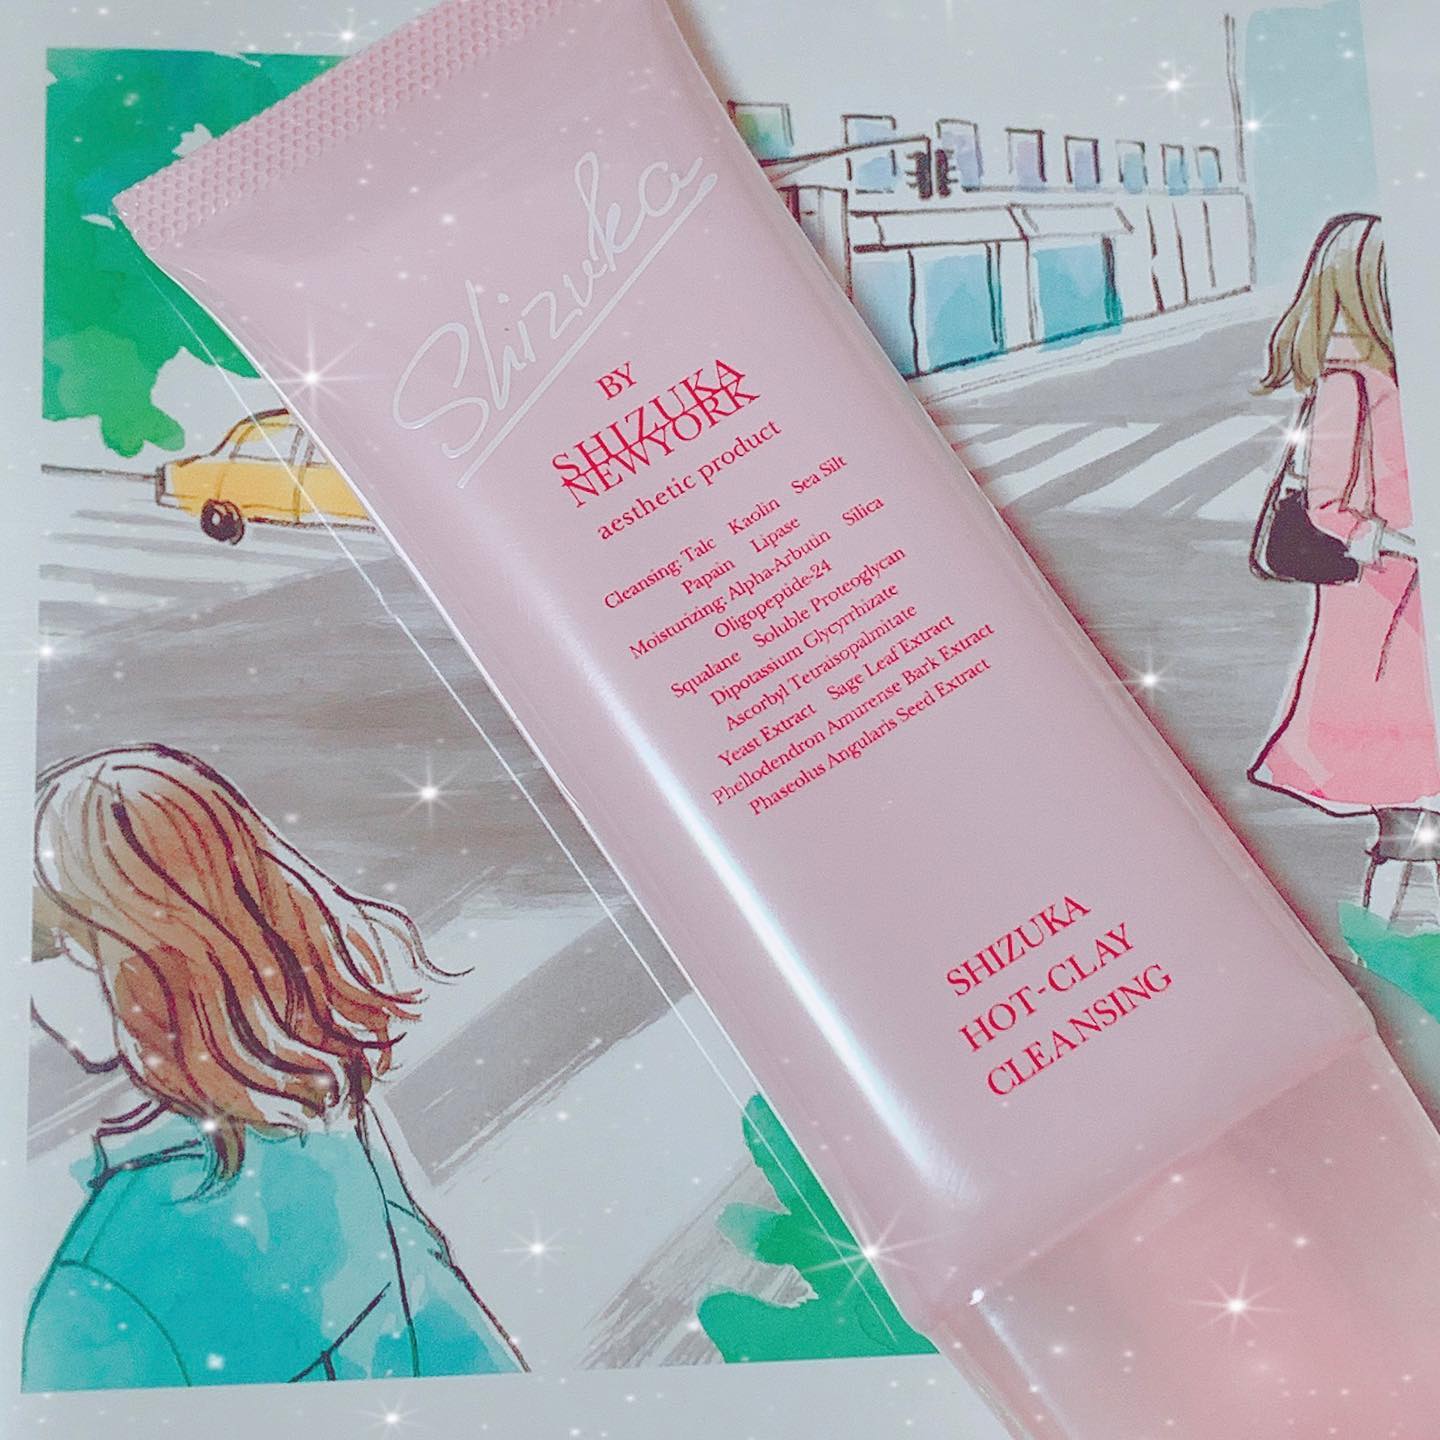 Shizuka
BY
SHIZUKA
NEWYORK
aesthetic product
Cleansing: Talc Kaolin Sea Silt
Papain Lipase
Moisturizing: Alpha-Arbutin Silica
Oligopeptide-24
Squalane Soluble Proteoglycan
Dipotassium Glycyrrhizate
Ascorbyl Tetraisopalmitate
Yeast Extract Sage Leaf Extract
Phellodendron Amurense Bark Extract
Phaseolus Angularis Seed Extract
SHIZUKA
HOT-CLAY
CLEANSING